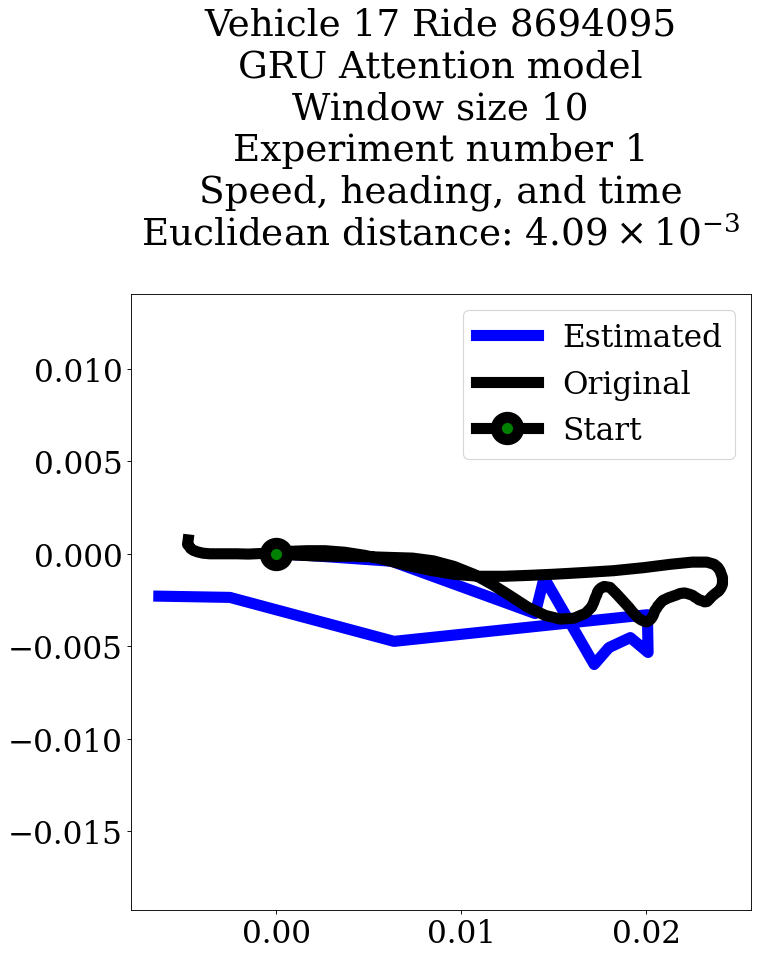 Vehicle 17 Ride 8694095
GRU Attention model
Window size 10
Experiment number 1
Speed, heading, and time
Euclidean distance: 4.09 × 10⁻³
Estimated
Original
Start
0.010
0.005
0.000
−0.005
−0.010
−0.015
0.00 0.01 0.02